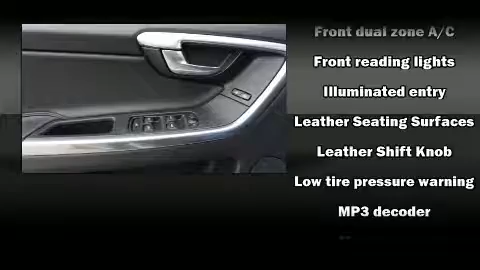 Front dual zone A/C
Front reading lights
Illuminated entry
Leather Seating Surfaces
Leather Shift Knob
Low tire pressure warning
MP3 decoder